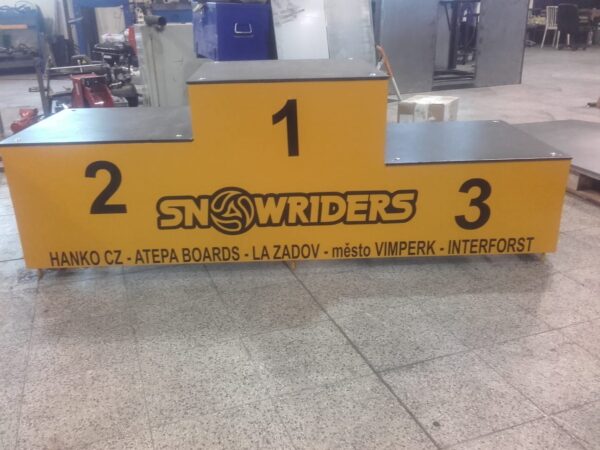 1
2
SNOWRIDERS
3
HANKO CZ - ATEPA BOARDS - LA ZADOV - město VIMPERK - INTERFORST